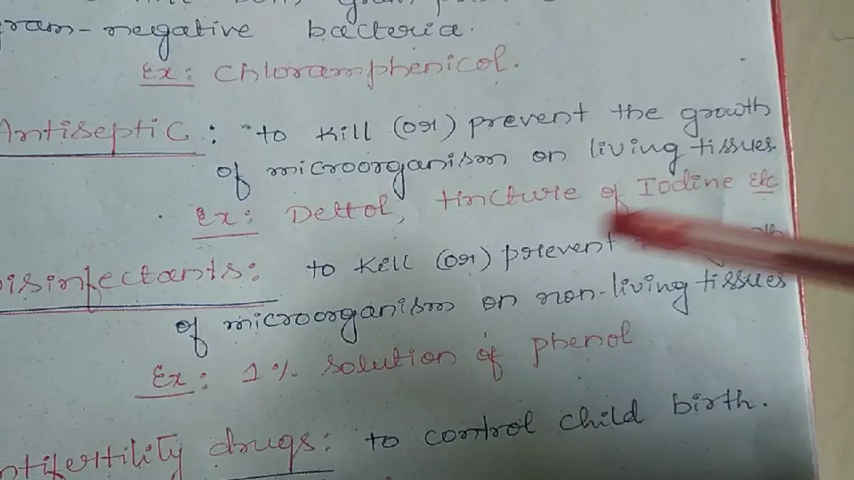 gram-negative bacteria.
Ex: Chloramphenicol.
Antiseptic: to kill (or) prevent the growth
of microorganism on living tissues.
Ex: Dettol, tincture of Iodine Etc
isinfectants: to kill (or) prevent
of microorganism on non-living tissues
Ex: 1% solution of phenol
ntifertility drugs: to control child birth.